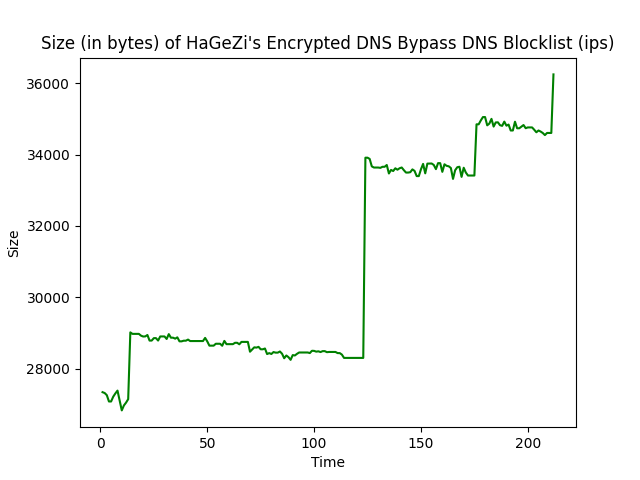 Size (in bytes) of HaGeZi's Encrypted DNS Bypass DNS Blocklist (ips)
36000
34000
32000
30000
28000
Size
0 50 100 150 200
Time